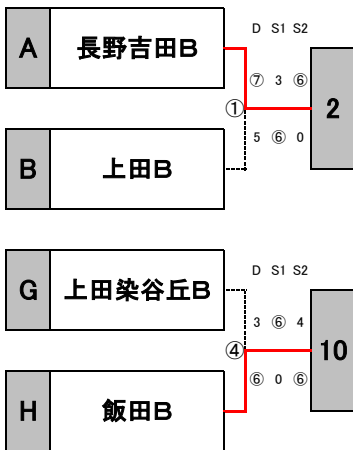 D S1 S2
A 長野吉田B
⑦ 3 ⑥
① 2
5 ⑥ 0
B 上田B
D S1 S2
G 上田染谷丘B
3 ⑥ 4
④ 10
⑥ 0 ⑥
H 飯田B